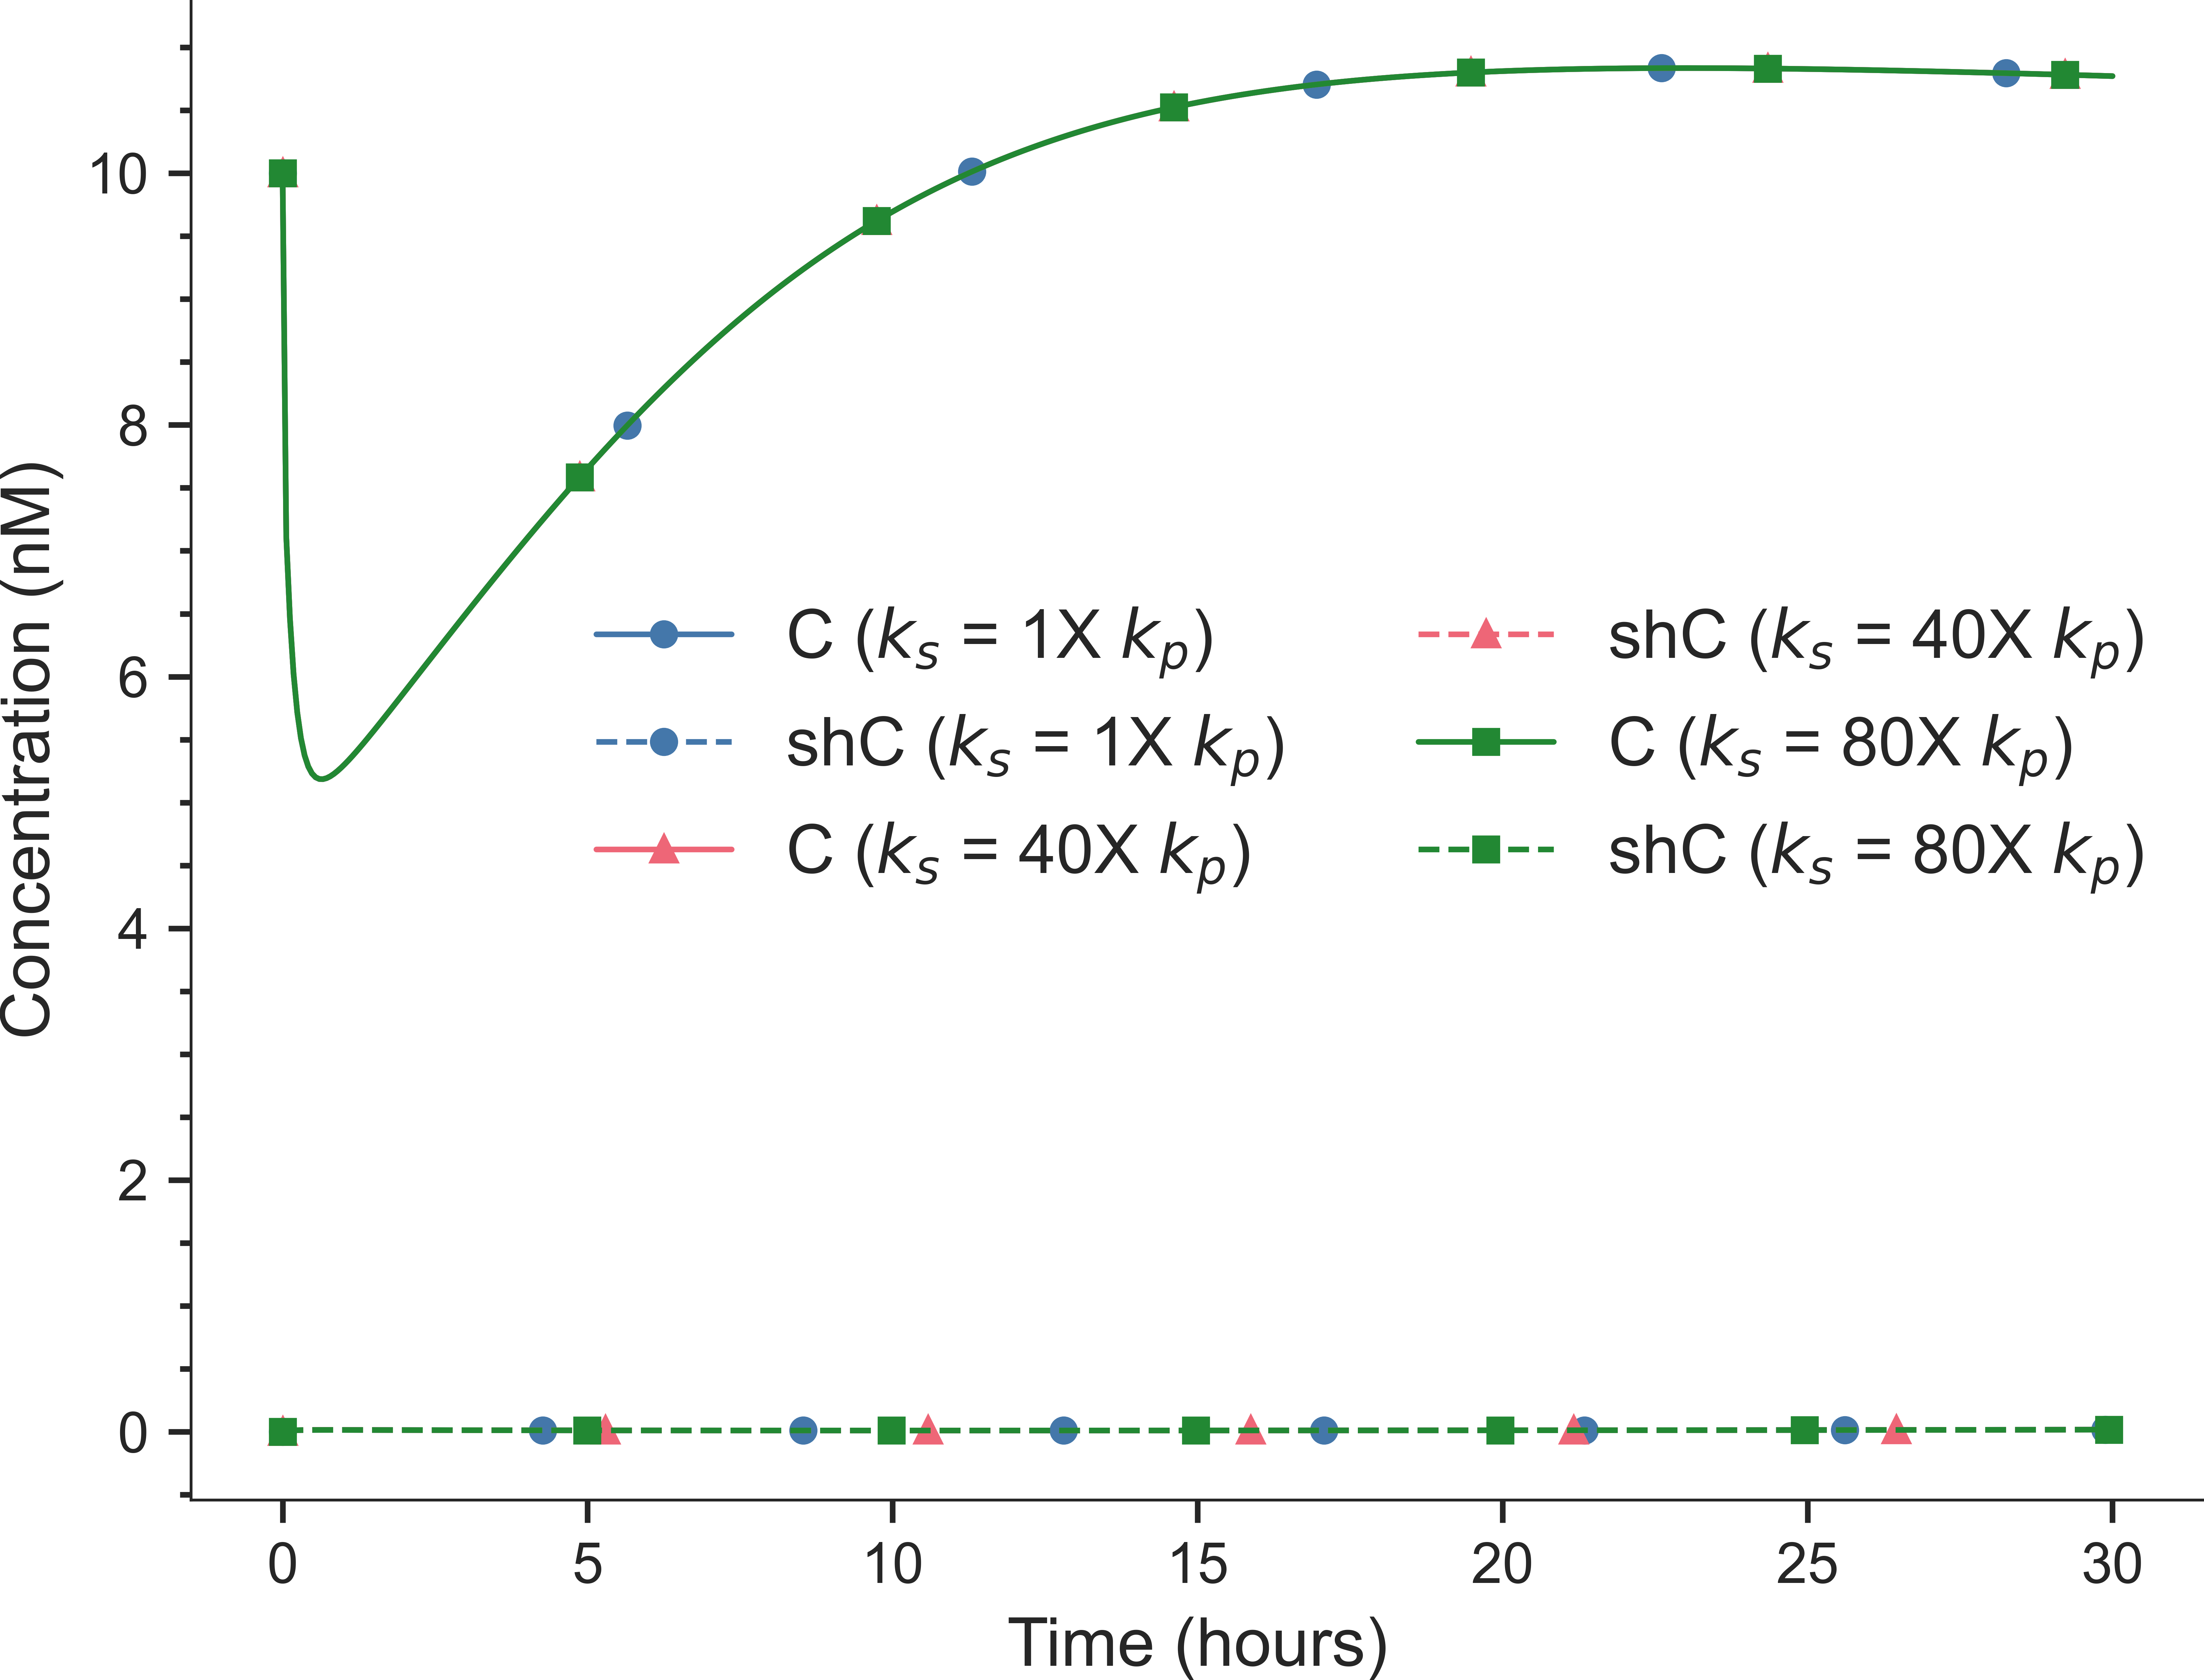 Concentration (nM)
10
8
6
4
2
0
C (kₛ = 1X kₚ)
shC (kₛ = 1X kₚ)
C (kₛ = 40X kₚ)
shC (kₛ = 40X kₚ)
C (kₛ = 80X kₚ)
shC (kₛ = 80X kₚ)
0 5 10 15 20 25 30
Time (hours)